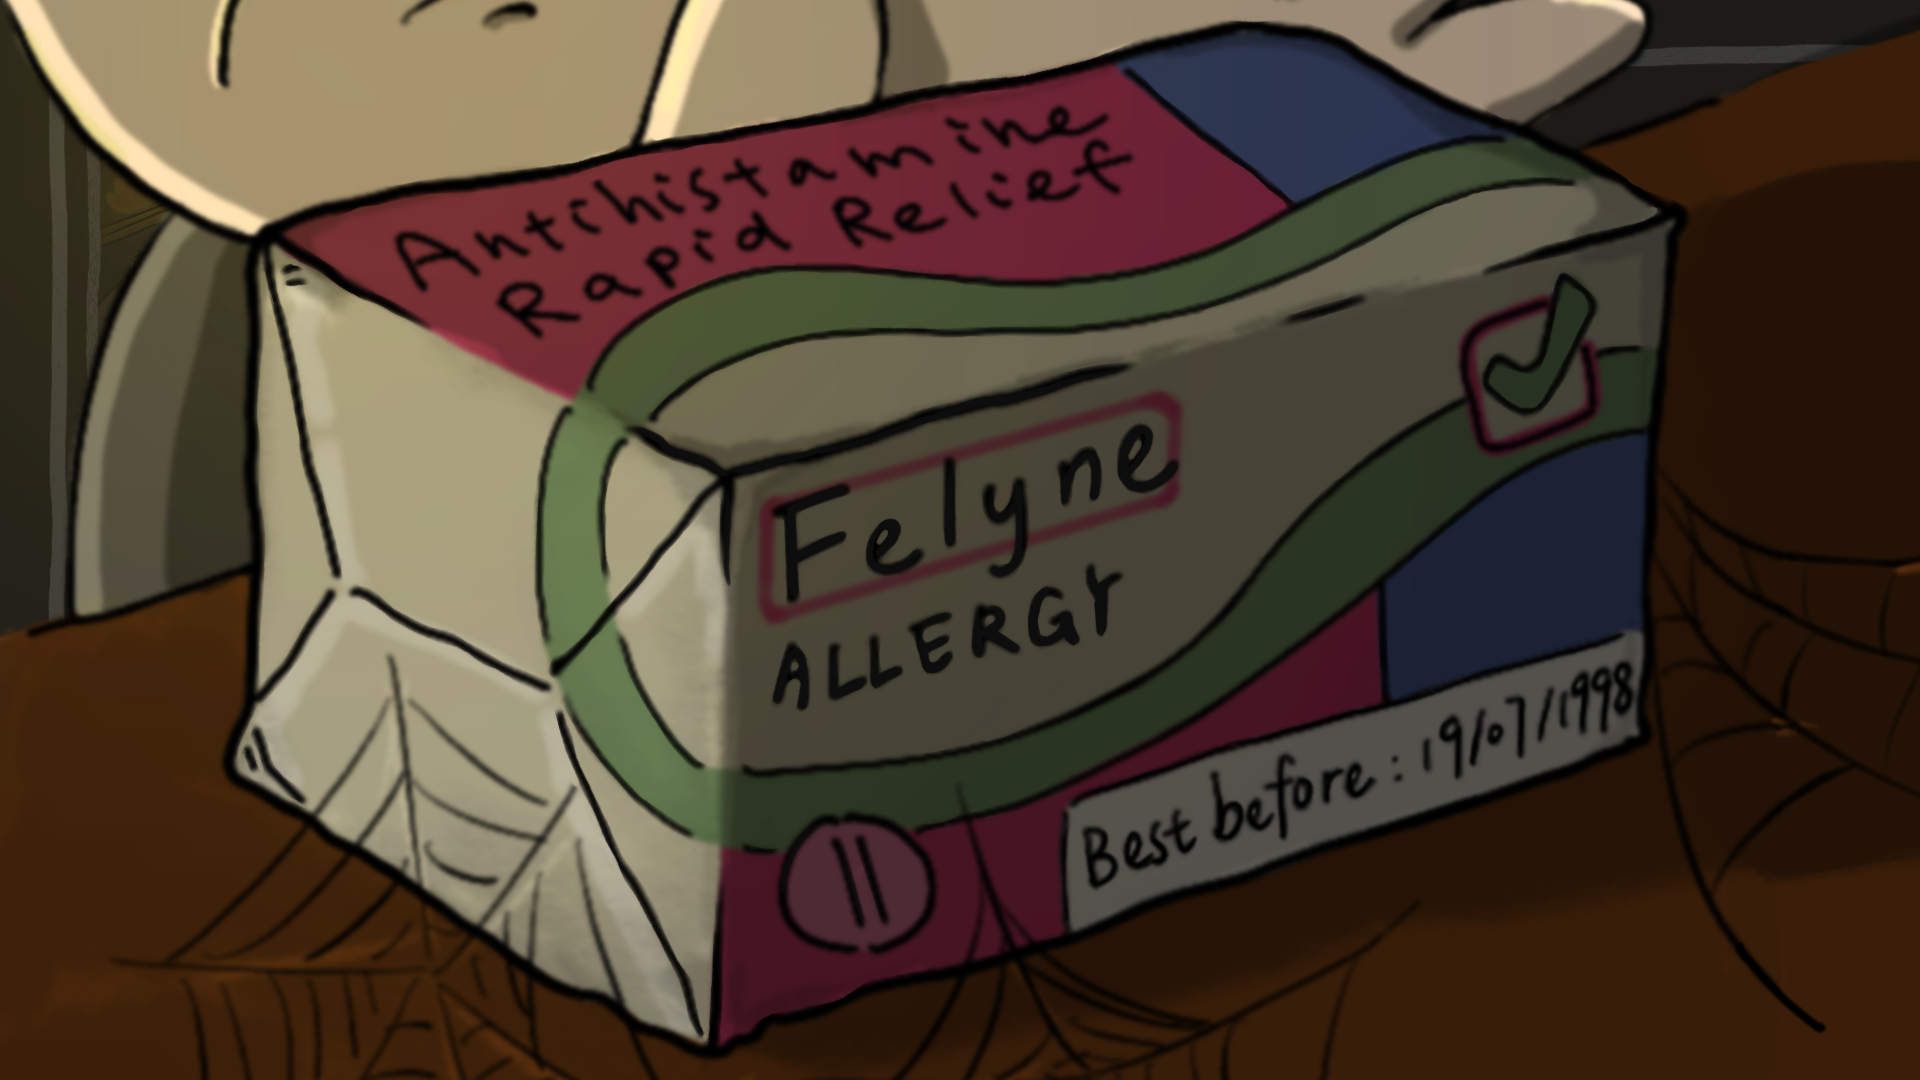 Antihistamine
Rapid Relief
Felyne
ALLERGY
Best before: 19/07/1998